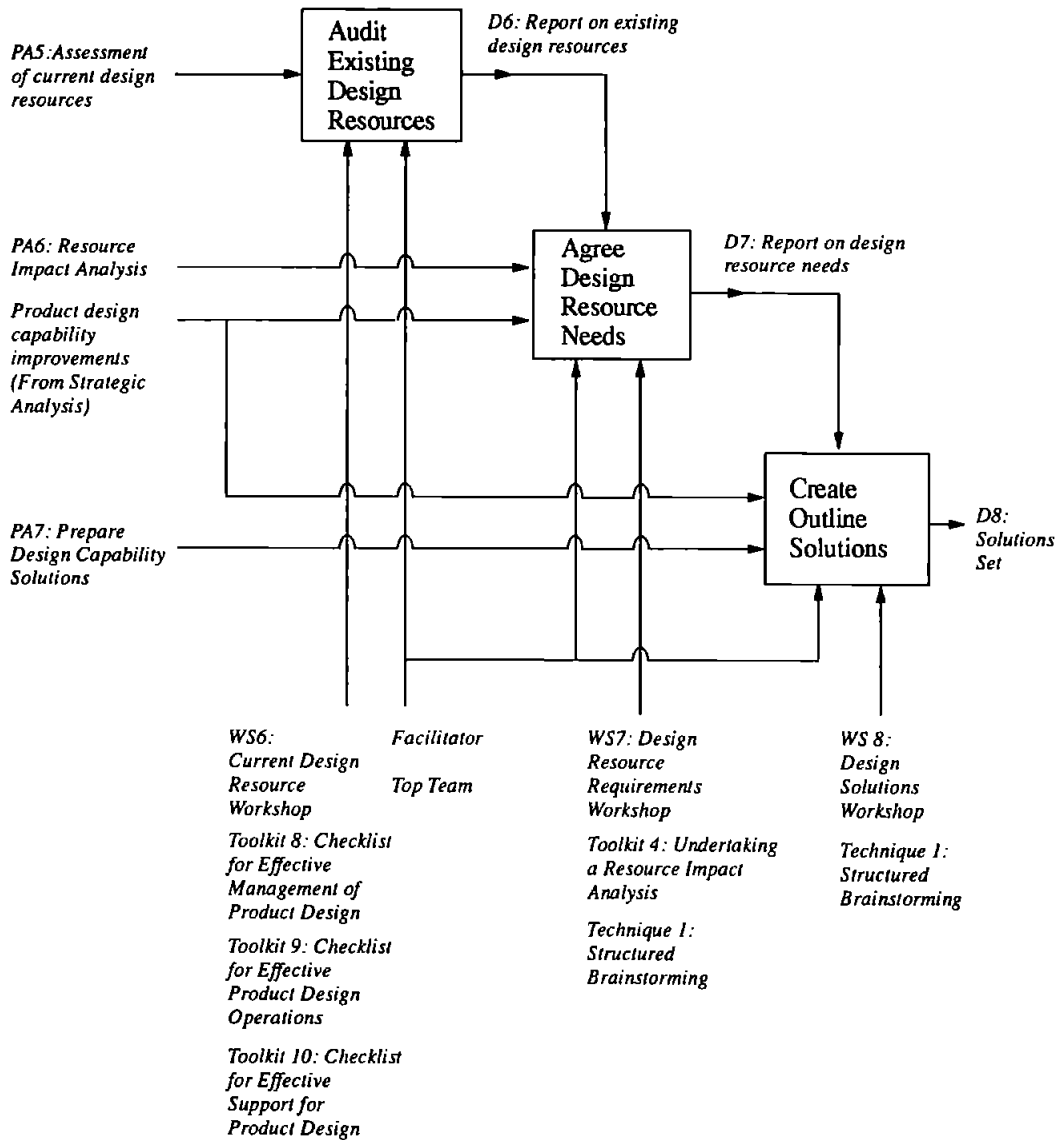 Audit
Existing
Design
Resources
D6: Report on existing
design resources
PA5:Assessment
of current design
resources
PA6: Resource
Impact Analysis
Agree
Design
Resource
Needs
D7: Report on design
resource needs
Product design
capability
improvements
(From Strategic
Analysis)
Create
Outline
Solutions
D8:
Solutions
Set
PA7: Prepare
Design Capability
Solutions
WS6:
Current Design
Resource
Workshop
Toolkit 8: Checklist
for Effective
Management of
Product Design
Toolkit 9: Checklist
for Effective
Product Design
Operations
Toolkit 10: Checklist
for Effective
Support for
Product Design
Facilitator
Top Team
WS7: Design
Resource
Requirements
Workshop
Toolkit 4: Undertaking
a Resource Impact
Analysis
Technique 1:
Structured
Brainstorming
WS 8:
Design
Solutions
Workshop
Technique 1:
Structured
Brainstorming